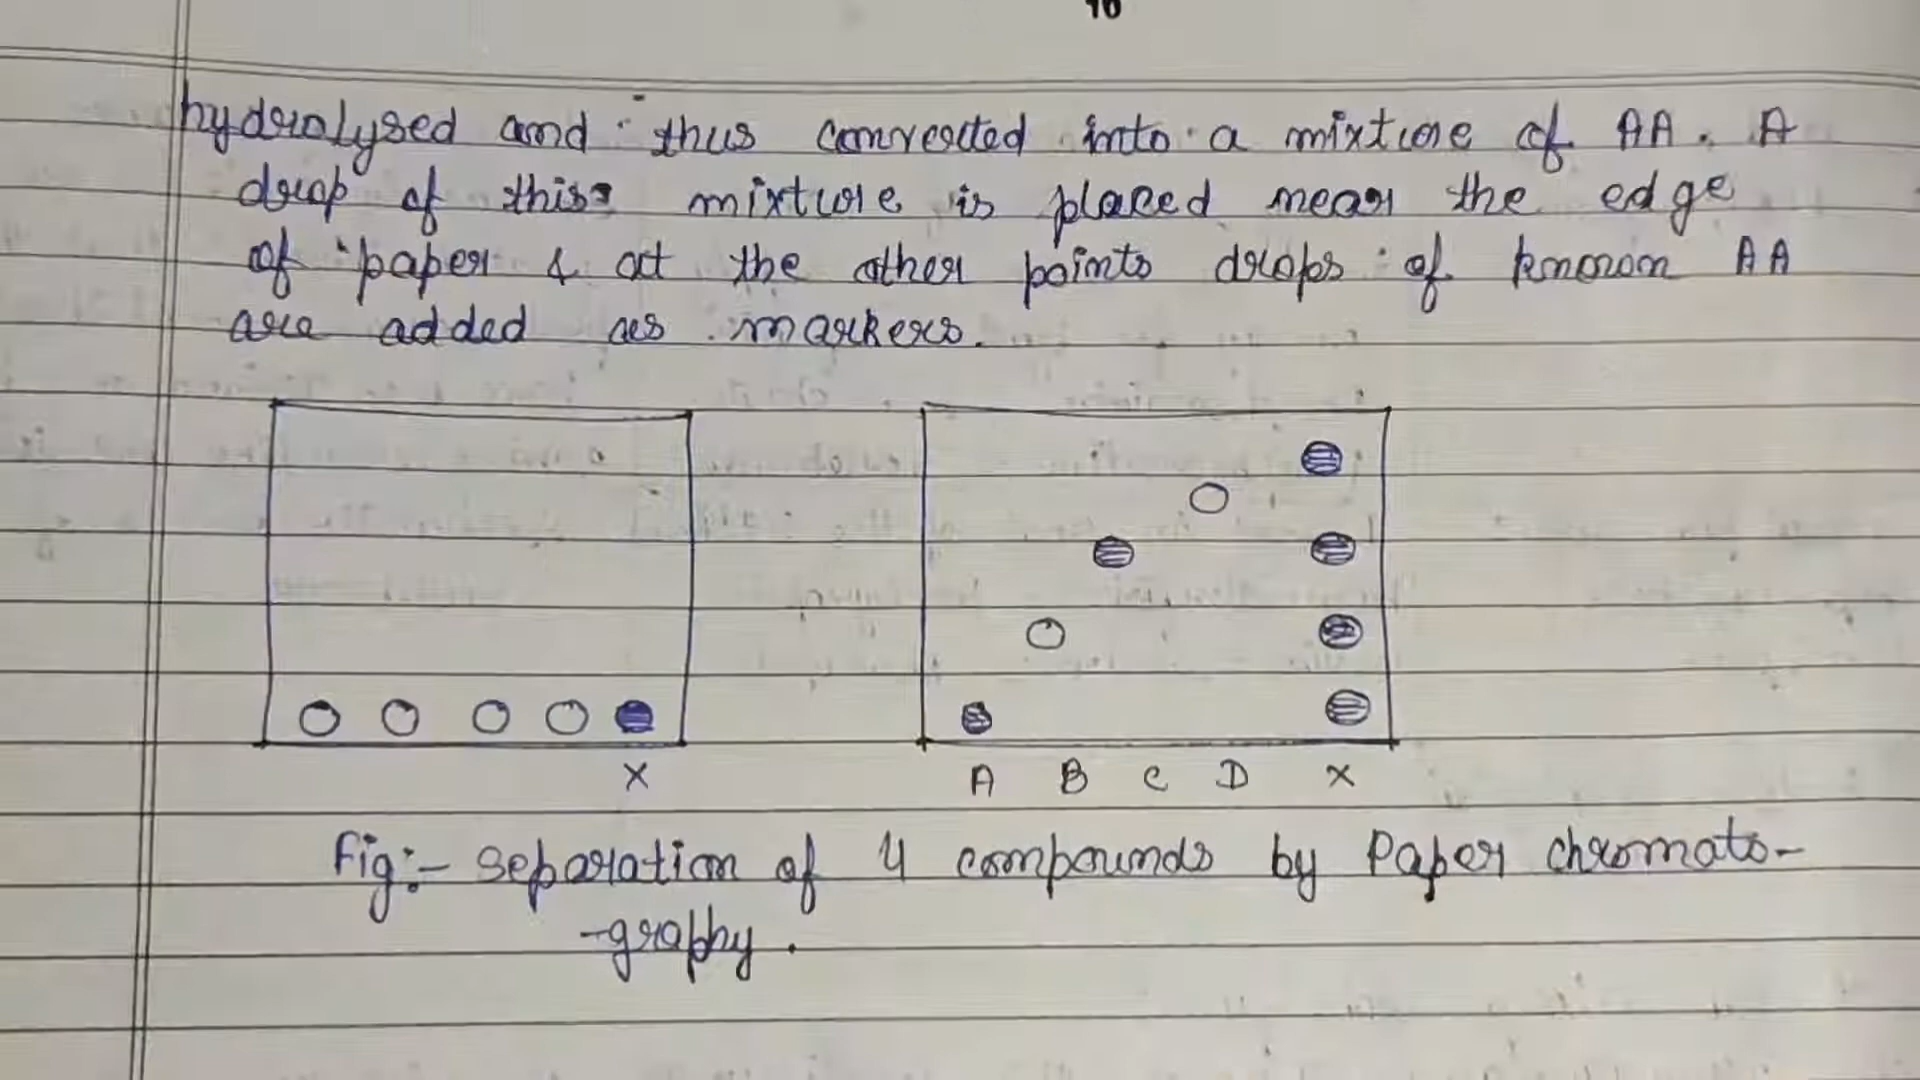 10
hydrolysed and thus converted into a mixture of AA. A
drop of this mixture is placed near the edge
of paper & at the other points drops of known AA
are added as markers.
X
A B C D X
Fig:- Separation of 4 compounds by Paper chromato-
-graphy.